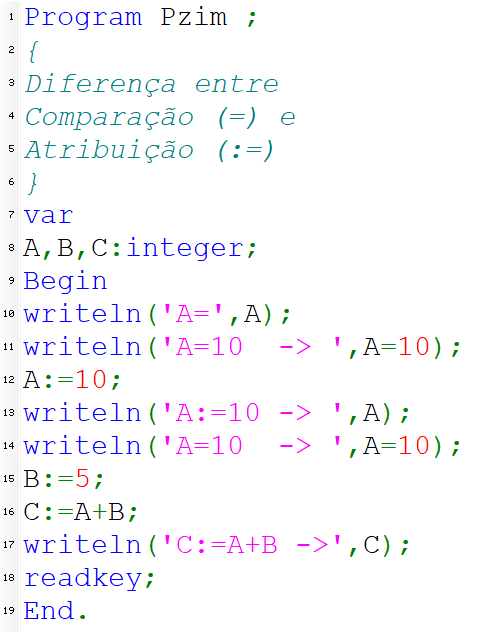 1 Program Pzim ;
2 {
3 Diferença entre
4 Comparação (=) e
5 Atribuição (:=)
6 }
7 var
8 A,B,C:integer;
9 Begin
10 writeln('A=',A);
11 writeln('A=10  -> ',A=10);
12 A:=10;
13 writeln('A:=10 -> ',A);
14 writeln('A=10  -> ',A=10);
15 B:=5;
16 C:=A+B;
17 writeln('C:=A+B ->',C);
18 readkey;
19 End.